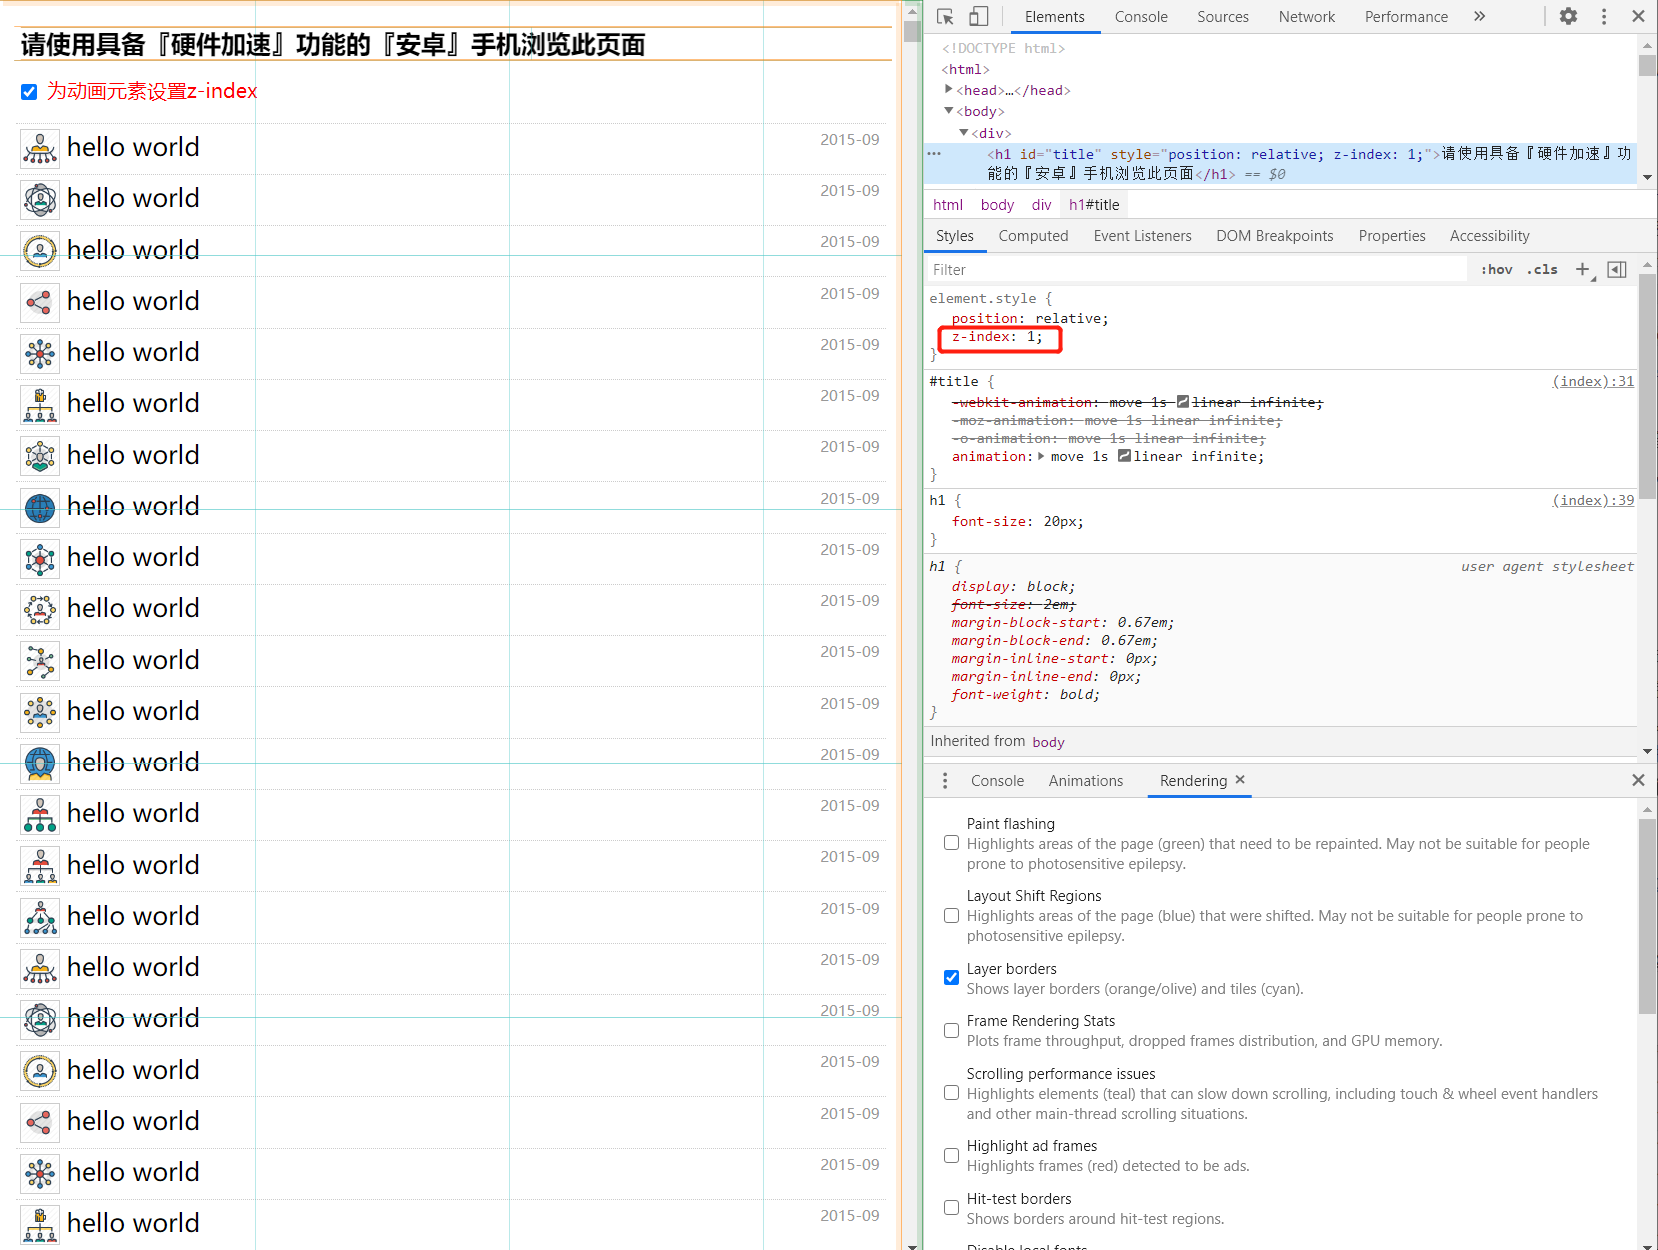 请使用具备『硬件加速』功能的『安卓』手机浏览此页面
为动画元素设置z-index
hello world
2015-09
hello world
2015-09
hello world
2015-09
hello world
2015-09
hello world
2015-09
hello world
2015-09
hello world
2015-09
hello world
2015-09
hello world
2015-09
hello world
2015-09
hello world
2015-09
hello world
2015-09
hello world
2015-09
hello world
2015-09
hello world
2015-09
hello world
2015-09
hello world
2015-09
hello world
2015-09
hello world
2015-09
hello world
2015-09
hello world
2015-09
hello world
2015-09
Elements Console Sources Network Performance »
<!DOCTYPE html>
<html>
<head>…</head>
<body>
<div>
<h1 id="title" style="position: relative; z-index: 1;">请使用具备『硬件加速』功
能的『安卓』手机浏览此页面</h1> == $0
html body div h1#title
Styles Computed Event Listeners DOM Breakpoints Properties Accessibility
Filter :hov .cls +
element.style {
position: relative;
z-index: 1;
}
#title { (index):31
-webkit-animation: move 1s linear infinite;
-moz-animation: move 1s linear infinite;
-o-animation: move 1s linear infinite;
animation: move 1s linear infinite;
}
h1 { (index):39
font-size: 20px;
}
h1 { user agent stylesheet
display: block;
font-size: 2em;
margin-block-start: 0.67em;
margin-block-end: 0.67em;
margin-inline-start: 0px;
margin-inline-end: 0px;
font-weight: bold;
}
Inherited from body
Console Animations Rendering
Paint flashing
Highlights areas of the page (green) that need to be repainted. May not be suitable for people
prone to photosensitive epilepsy.
Layout Shift Regions
Highlights areas of the page (blue) that were shifted. May not be suitable for people prone to
photosensitive epilepsy.
Layer borders
Shows layer borders (orange/olive) and tiles (cyan).
Frame Rendering Stats
Plots frame throughput, dropped frames distribution, and GPU memory.
Scrolling performance issues
Highlights elements (teal) that can slow down scrolling, including touch & wheel event handlers
and other main-thread scrolling situations.
Highlight ad frames
Highlights frames (red) detected to be ads.
Hit-test borders
Shows borders around hit-test regions.
Disable local fonts